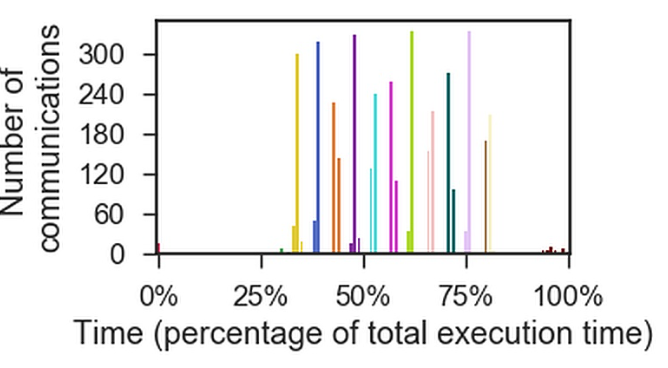 Number of
communications
300
240
180
120
60
0
0% 25% 50% 75% 100%
Time (percentage of total execution time)